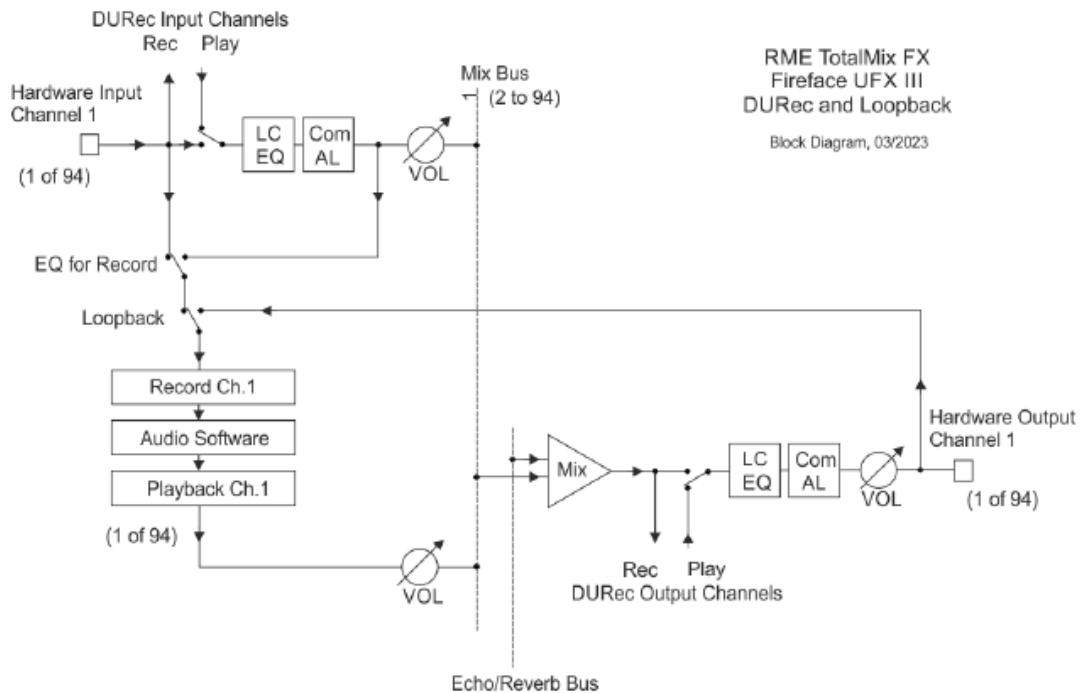 DURec Input Channels
Rec Play
Hardware Input
Channel 1
(1 of 94)
LC
EQ
Com
AL
VOL
Mix Bus
1 (2 to 94)
RME TotalMix FX
Fireface UFX III
DURec and Loopback
Block Diagram, 03/2023
EQ for Record
Loopback
Record Ch.1
Audio Software
Playback Ch.1
(1 of 94)
VOL
Mix
LC
EQ
Com
AL
VOL
Hardware Output
Channel 1
(1 of 94)
Rec Play
DURec Output Channels
Echo/Reverb Bus